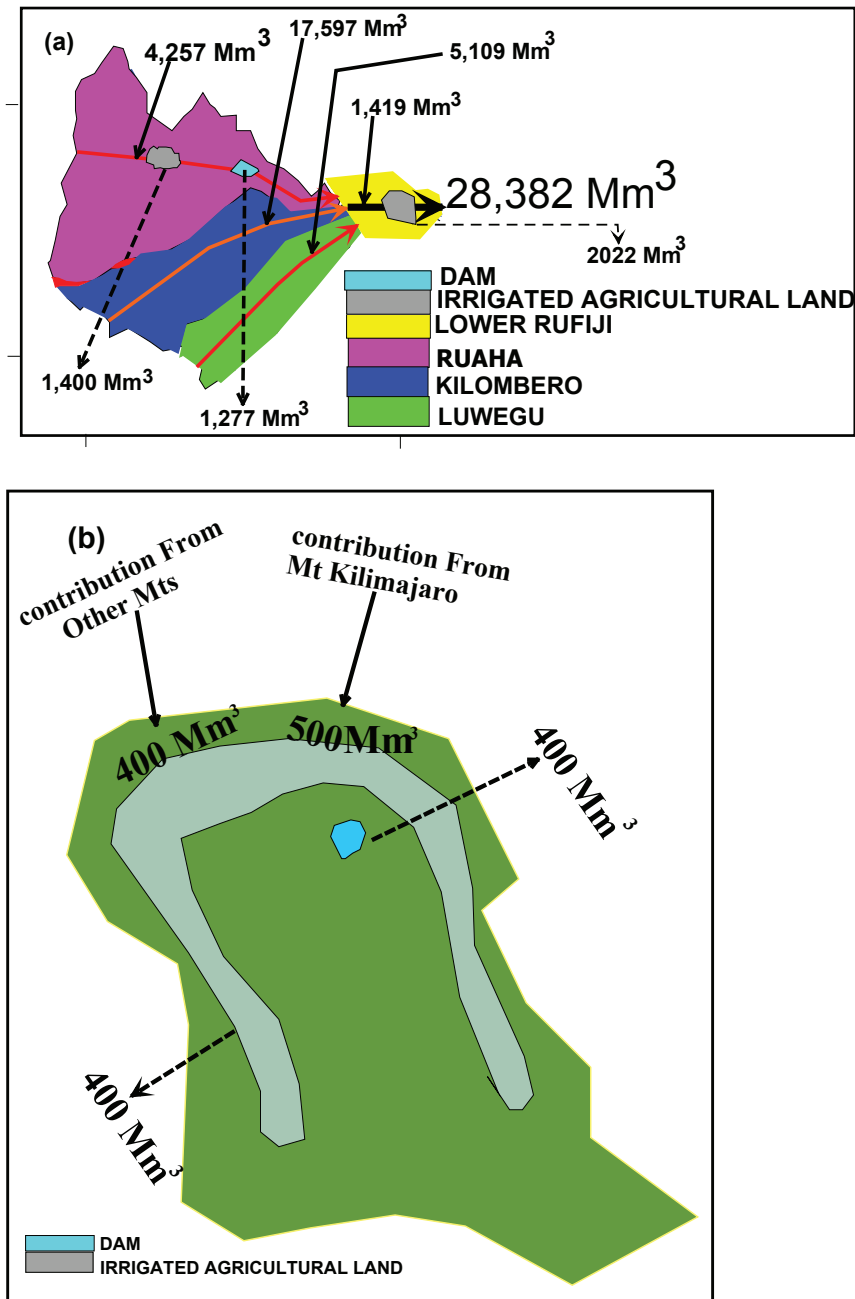 (a)
4,257 Mm³
17,597 Mm³
5,109 Mm³
1,419 Mm³
28,382 Mm³
2022 Mm³
1,400 Mm³
1,277 Mm³
DAM
IRRIGATED AGRICULTURAL LAND
LOWER RUFIJI
RUAHA
KILOMBERO
LUWEGU
(b)
contribution From
Other Mts
contribution From
Mt Kilimajaro
400 Mm³
500Mm³
400 Mm³
400 Mm³
DAM
IRRIGATED AGRICULTURAL LAND